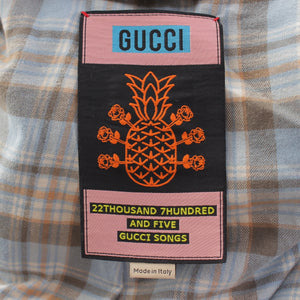 GUCCI
22THOUSAND 7HUNDRED
AND FIVE
GUCCI SONGS
Made in Italy